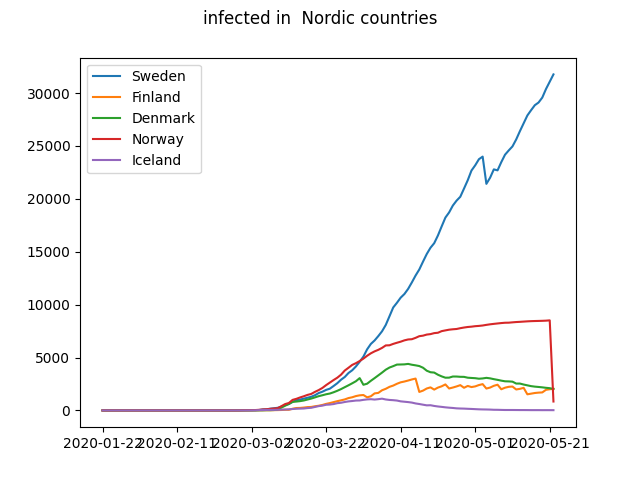 infected in  Nordic countries
Sweden
Finland
Denmark
Norway
Iceland
30000
25000
20000
15000
10000
5000
0
2020-01-22
2020-02-11
2020-03-02
2020-03-22
2020-04-11
2020-05-01
2020-05-21